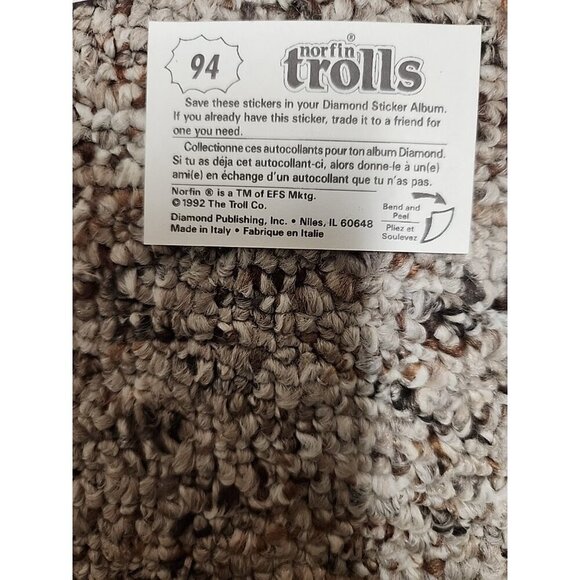 94
norfin ®
trolls
Save these stickers in your Diamond Sticker Album.
If you already have this sticker, trade it to a friend for
one you need.
Collectionne ces autocollants pour ton album Diamond.
Si tu as déja cet autocollant-ci, alors donne-le à un(e)
ami(e) en échange d'un autocollant que tu n'as pas.
Norfin ® is a TM of EFS Mktg.
© 1992 The Troll Co.
Diamond Publishing, Inc. • Niles, IL 60648
Made in Italy • Fabrique en Italie
Bend and
Peel
Pliez et
Soulevez